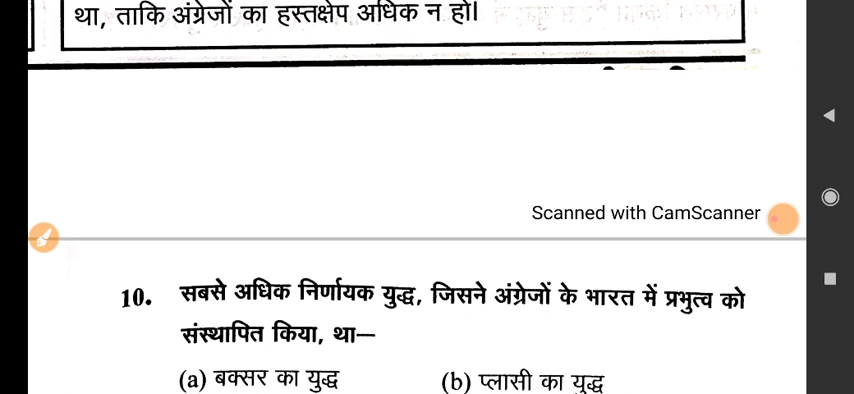 था, ताकि अंग्रेजों का हस्तक्षेप अधिक न हो।
Scanned with CamScanner
10. सबसे अधिक निर्णायक युद्ध, जिसने अंग्रेजों के भारत में प्रभुत्व को
संस्थापित किया, था—
(a) बक्सर का युद्ध (b) प्लासी का युद्ध